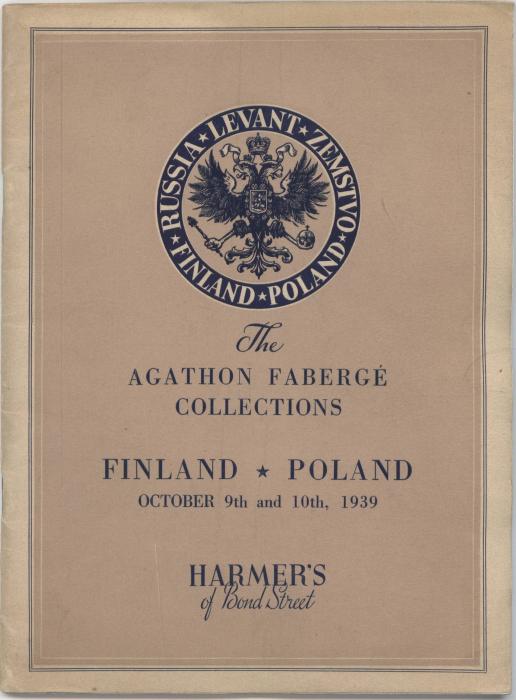 RUSSIA ★ LEVANT ★ ZEMSTVO ★ FINLAND ★ POLAND
The
AGATHON FABERGÉ
COLLECTIONS
FINLAND ★ POLAND
OCTOBER 9th and 10th, 1939
HARMER'S
of Bond Street